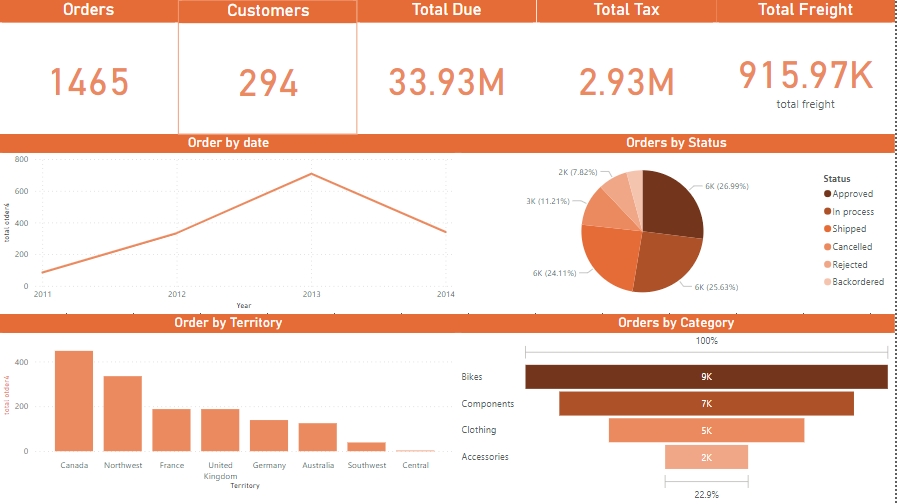 Orders
Customers
Total Due
Total Tax
Total Freight
1465
294
33.93M
2.93M
915.97K
total freight
Order by date
Orders by Status
800
600
400
200
0
total order4
2011
2012
2013
2014
Year
2K (7.82%)
3K (11.21%)
6K (24.11%)
6K (26.99%)
6K (25.63%)
Status
Approved
In process
Shipped
Cancelled
Rejected
Backordered
Order by Territory
Orders by Category
400
200
0
total order4
Canada
Northwest
France
United
Kingdom
Germany
Australia
Southwest
Central
Territory
100%
Bikes
9K
Components
7K
Clothing
5K
Accessories
2K
22.9%